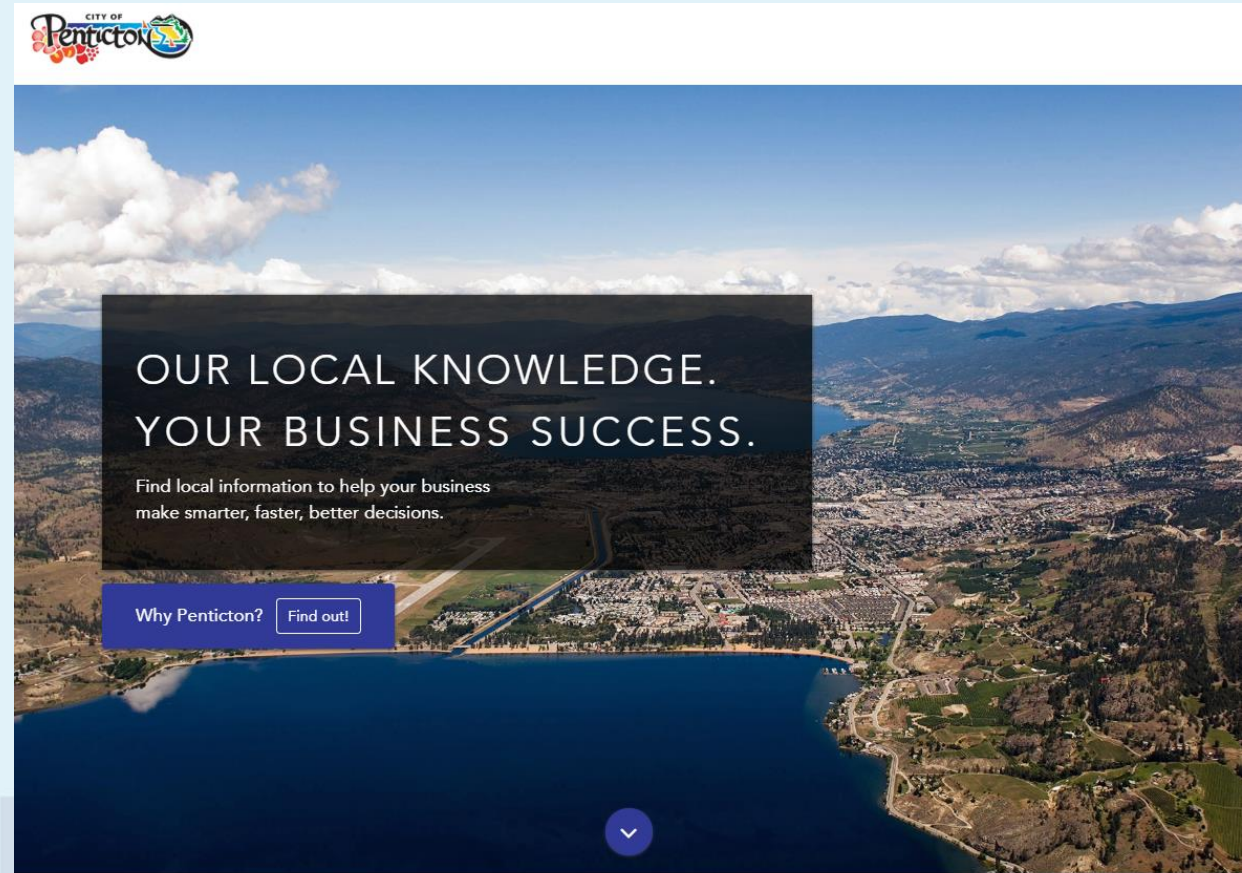 CITY OF
Penticton
OUR LOCAL KNOWLEDGE.
YOUR BUSINESS SUCCESS.
Find local information to help your business
make smarter, faster, better decisions.
Why Penticton? Find out!